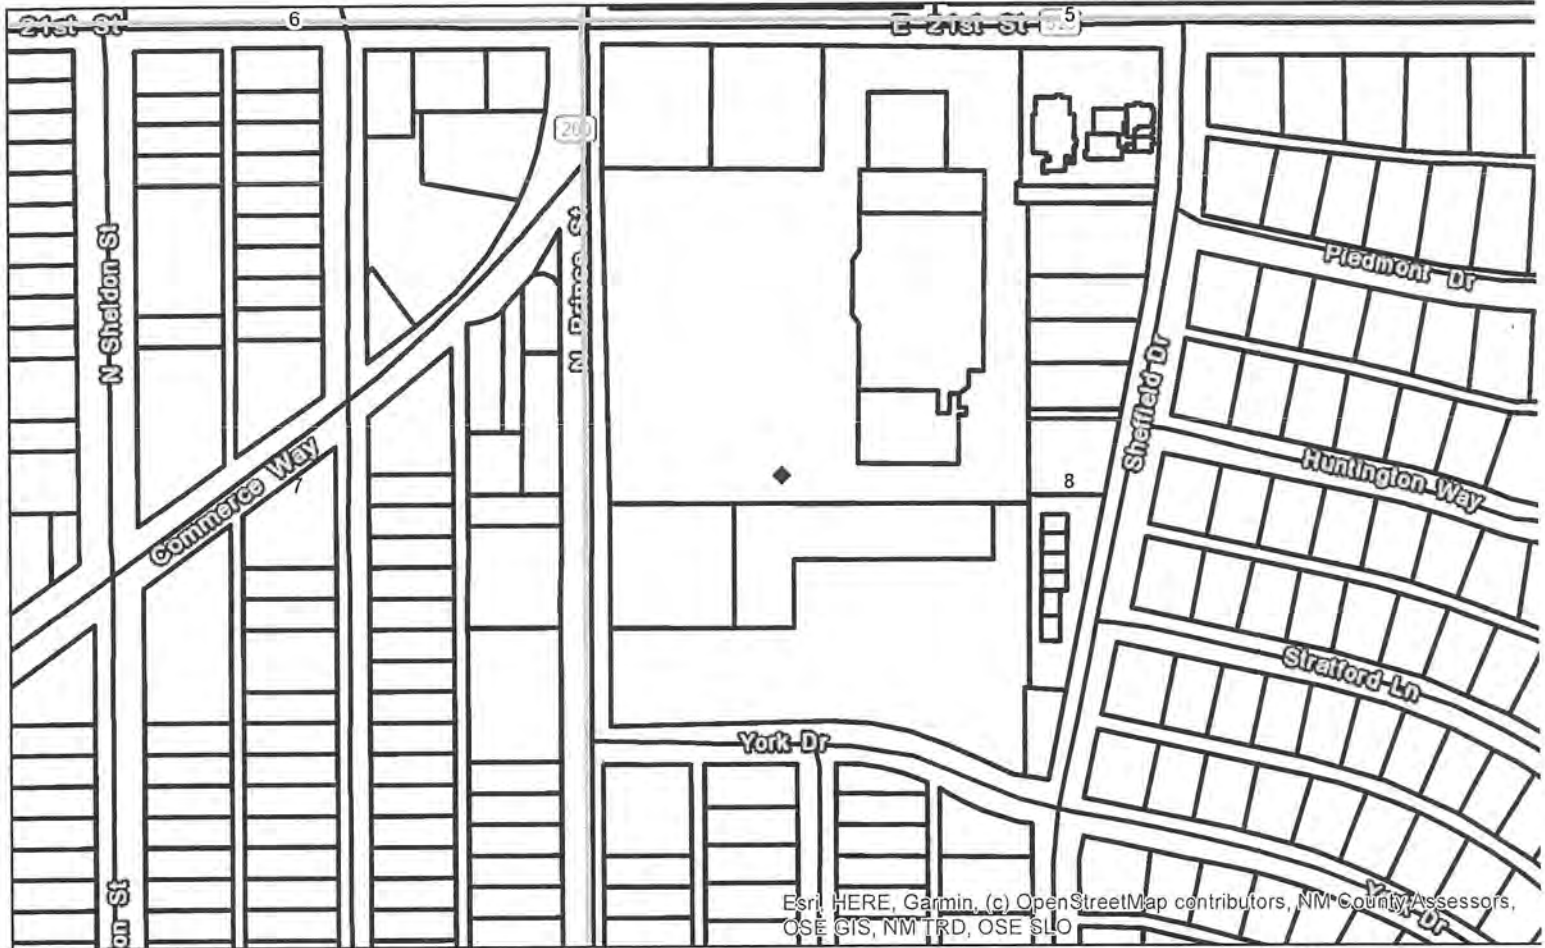 21st St
6
E 21st St
5
209
N Prince St
N Sheldon St
Piedmont Dr
Sheffield Dr
Commerce Way
7
Huntington Way
8
Stratford Ln
York Dr
on St
York Dr
Esri, HERE, Garmin, (c) OpenStreetMap contributors, NM County Assessors,
OSE GIS, NM TRD, OSE SLO